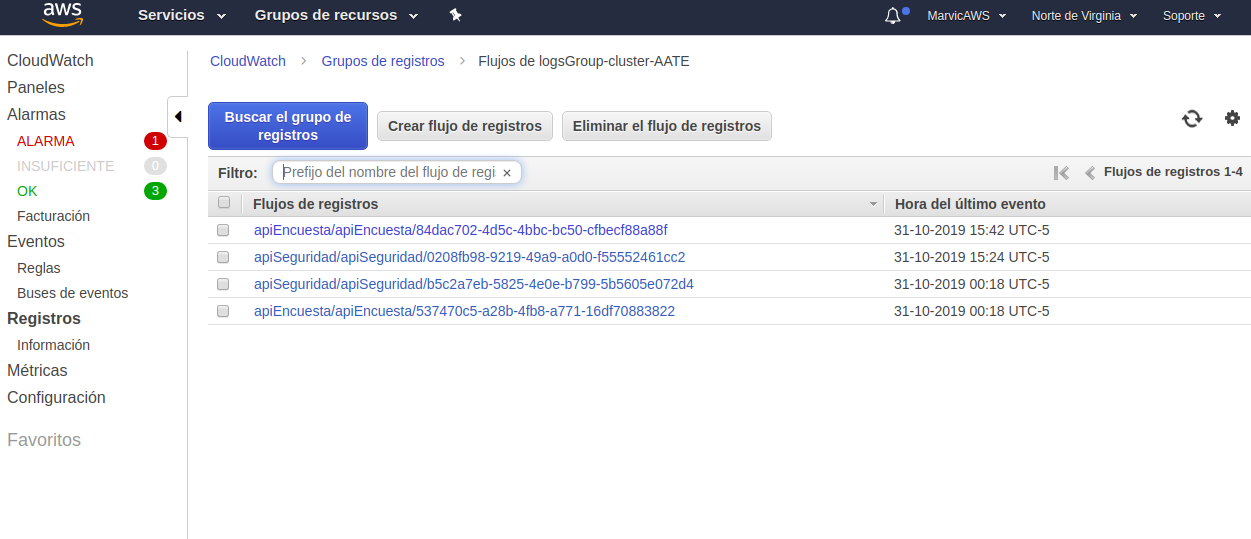 aws Servicios Grupos de recursos MarvicAWS Norte de Virginia Soporte
CloudWatch
Paneles
Alarmas
ALARMA 1
INSUFICIENTE 0
OK 3
Facturación
Eventos
Reglas
Buses de eventos
Registros
Información
Métricas
Configuración
Favoritos
CloudWatch Grupos de registros Flujos de logsGroup-cluster-AATE
Buscar el grupo de
registros
Crear flujo de registros Eliminar el flujo de registros
Filtro: Prefijo del nombre del flujo de regi × Flujos de registros 1-4
Flujos de registros Hora del último evento
apiEncuesta/apiEncuesta/84dac702-4d5c-4bbc-bc50-cfbecf88a88f 31-10-2019 15:42 UTC-5
apiSeguridad/apiSeguridad/0208fb98-9219-49a9-a0d0-f55552461cc2 31-10-2019 15:24 UTC-5
apiSeguridad/apiSeguridad/b5c2a7eb-5825-4e0e-b799-5b5605e072d4 31-10-2019 00:18 UTC-5
apiEncuesta/apiEncuesta/537470c5-a28b-4fb8-a771-16df70883822 31-10-2019 00:18 UTC-5